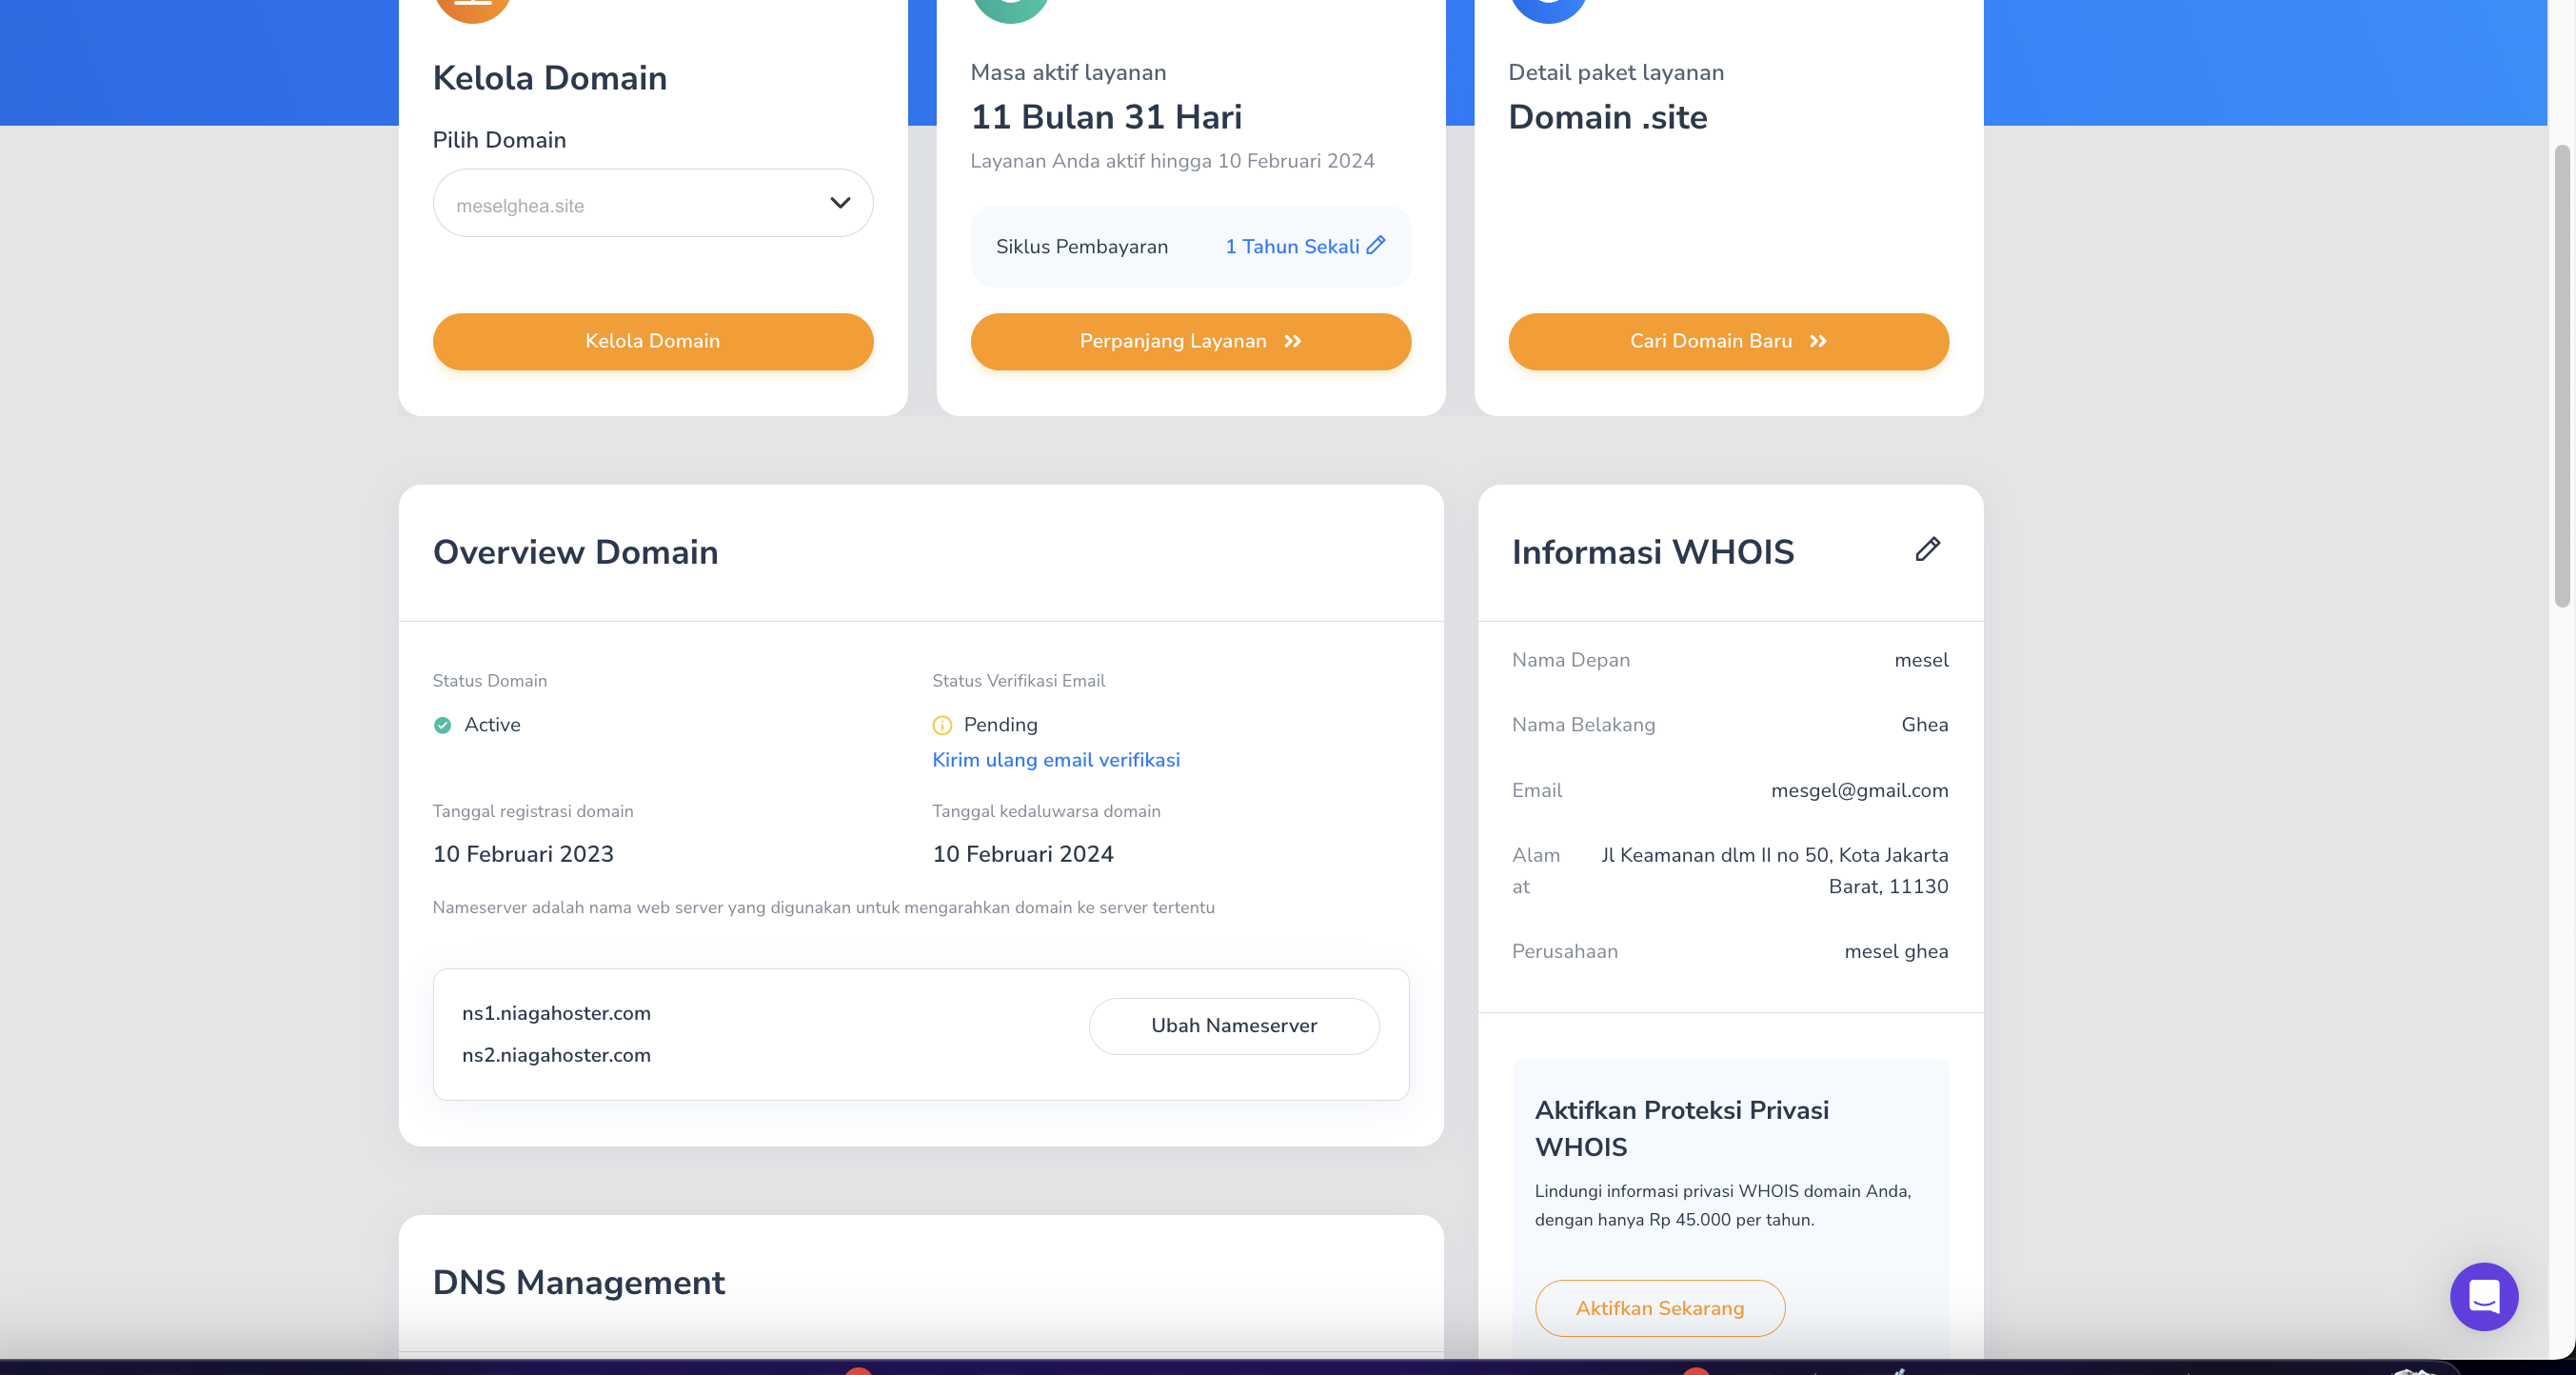 Kelola Domain
Pilih Domain
meselghea.site
Kelola Domain
Masa aktif layanan
11 Bulan 31 Hari
Layanan Anda aktif hingga 10 Februari 2024
Siklus Pembayaran 1 Tahun Sekali
Perpanjang Layanan
Detail paket layanan
Domain .site
Cari Domain Baru
Overview Domain
Status Domain
Active
Status Verifikasi Email
Pending
Kirim ulang email verifikasi
Tanggal registrasi domain
10 Februari 2023
Tanggal kedaluwarsa domain
10 Februari 2024
Nameserver adalah nama web server yang digunakan untuk mengarahkan domain ke server tertentu
ns1.niagahoster.com
ns2.niagahoster.com
Ubah Nameserver
DNS Management
Informasi WHOIS
Nama Depan mesel
Nama Belakang Ghea
Email mesgel@gmail.com
Alam Jl Keamanan dlm II no 50, Kota Jakarta
at Barat, 11130
Perusahaan mesel ghea
Aktifkan Proteksi Privasi
WHOIS
Lindungi informasi privasi WHOIS domain Anda,
dengan hanya Rp 45.000 per tahun.
Aktifkan Sekarang